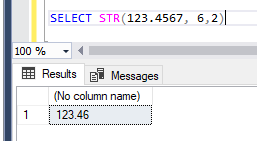 SELECT STR(123.4567, 6,2)
100 %
Results Messages
(No column name)
1 123.46